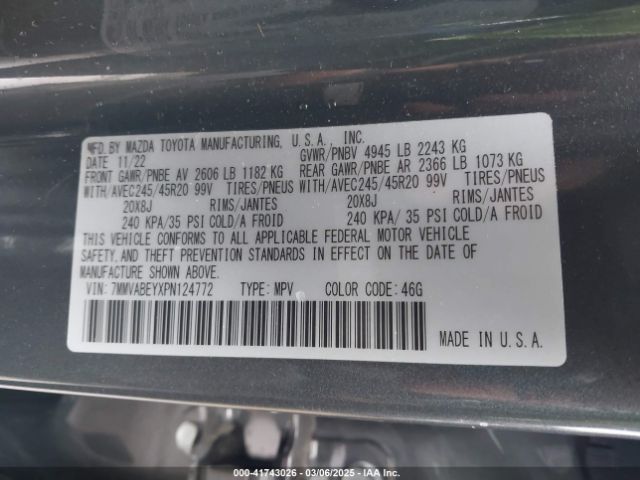 MFD.BY MAZDA TOYOTA MANUFACTURING, U.S.A., INC.
DATE 11/22 GVWR/PNBV 4945 LB 2243 KG
FRONT GAWR/PNBE AV 2606 LB 1182 KG REAR GAWR/PNBE AR 2366 LB 1073 KG
WITH/AVEC245/45R20 99V TIRES/PNEUS WITH/AVEC245/45R20 99V TIRES/PNEUS
20X8J RIMS/JANTES 20X8J RIMS/JANTES
240 KPA/35 PSI COLD/A FROID 240 KPA/ 35 PSI COLD/A FROID
THIS VEHICLE CONFORMS TO ALL APPLICABLE FEDERAL MOTOR VEHICLE
SAFETY, AND THEFT PREVENTION STANDARDS IN EFFECT ON THE DATE OF
MANUFACTURE SHOWN ABOVE.
VIN:7MMVABEYXPN124772 TYPE:MPV COLOR CODE:46G
MADE IN U.S.A.
000-41743026 - 03/06/2025 - IAA Corp.